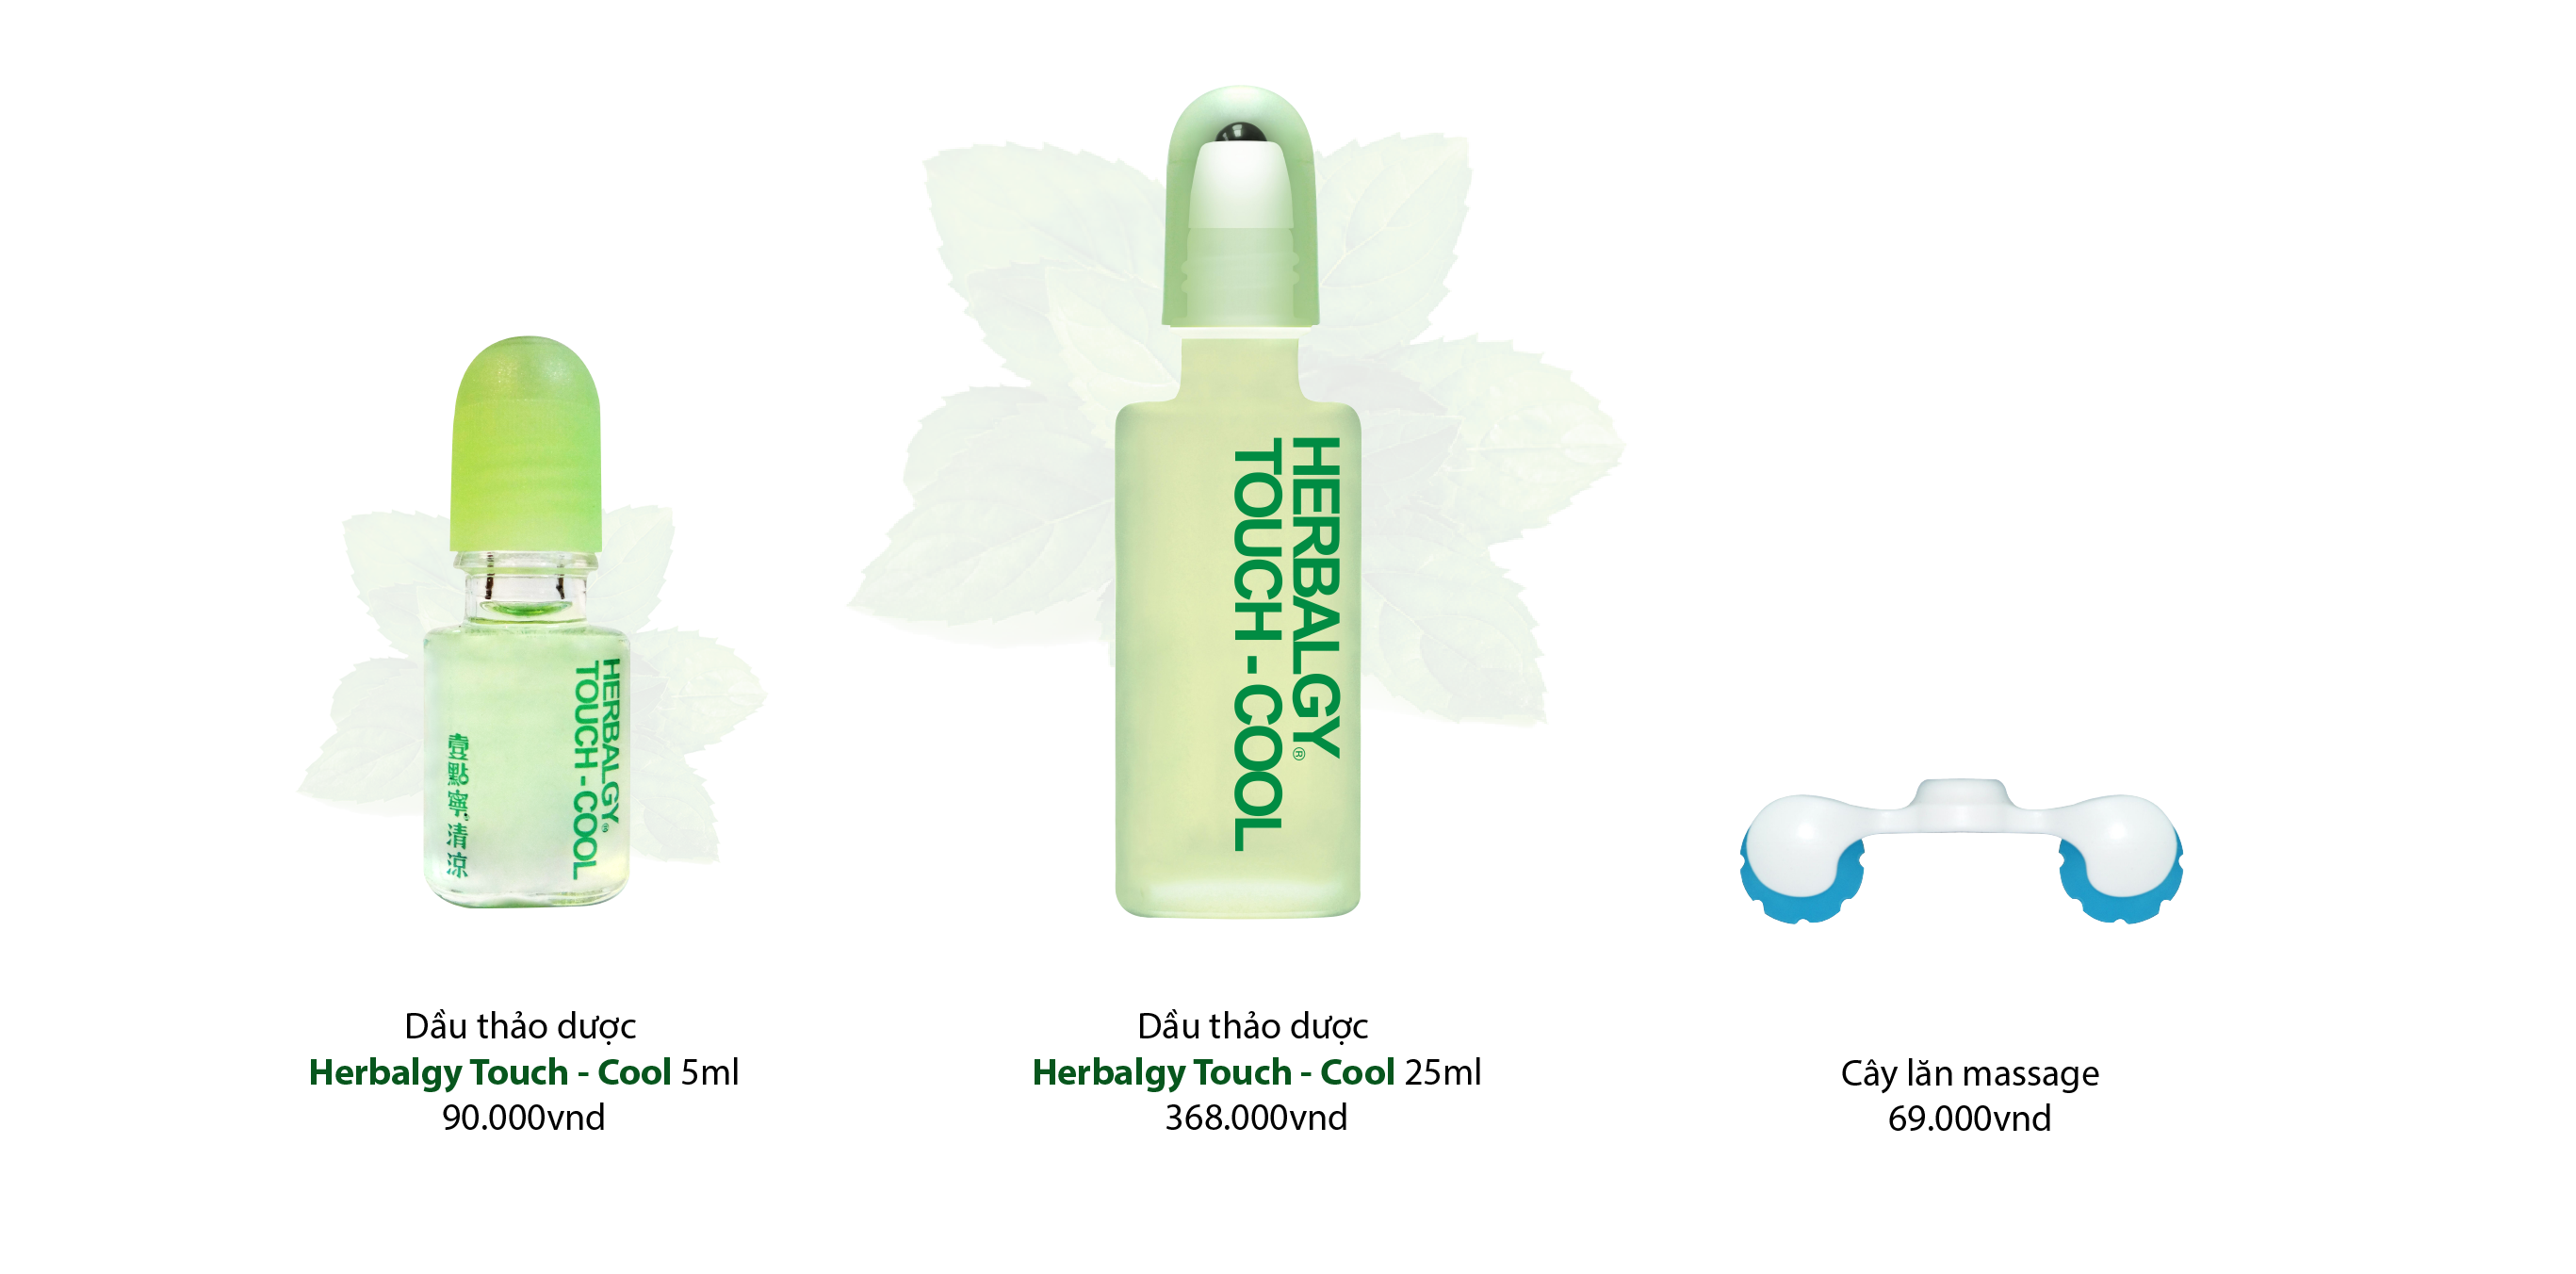 HERBALGY®
TOUCH - COOL
壹點寧清涼
HERBALGY®
TOUCH - COOL
Dầu thảo dược
Herbalgy Touch - Cool 5ml
90.000vnd
Dầu thảo dược
Herbalgy Touch - Cool 25ml
368.000vnd
Cây lăn massage
69.000vnd